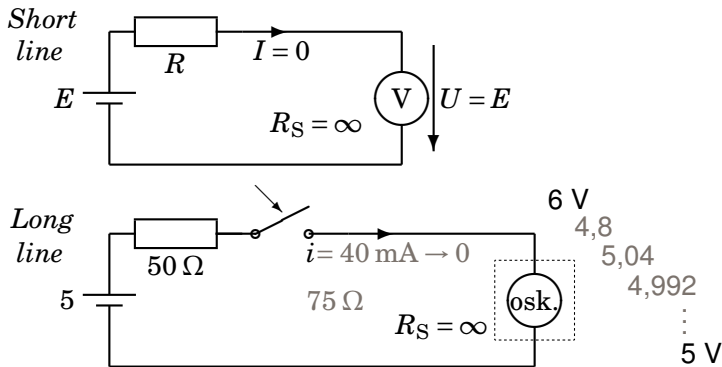 Short
line
R
I = 0
E
V
U = E
R_S = ∞
Long
line
50 Ω
i = 40 mA → 0
5
75 Ω
osk.
R_S = ∞
6 V
4,8
5,04
4,992
⋮
5 V